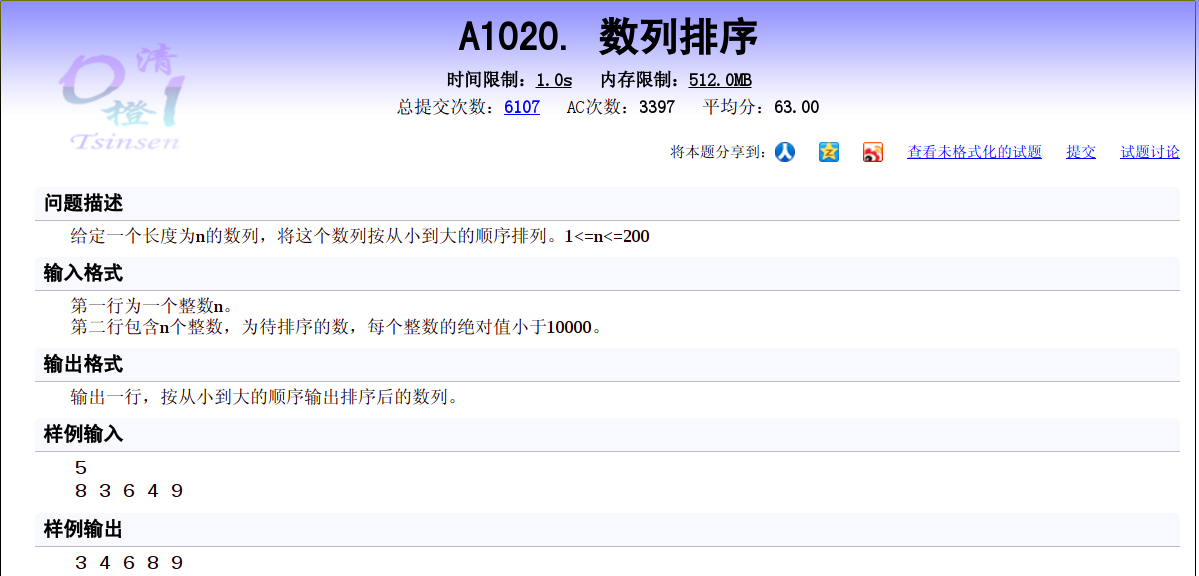 A1020. 数列排序
清
橙
Tsinsen
时间限制：1.0s 内存限制：512.0MB
总提交次数：6107 AC次数：3397 平均分：63.00
将本题分享到： 查看未格式化的试题 提交 试题讨论
问题描述
给定一个长度为n的数列，将这个数列按从小到大的顺序排列。1<=n<=200
输入格式
第一行为一个整数n。
第二行包含n个整数，为待排序的数，每个整数的绝对值小于10000。
输出格式
输出一行，按从小到大的顺序输出排序后的数列。
样例输入
5
8 3 6 4 9
样例输出
3 4 6 8 9